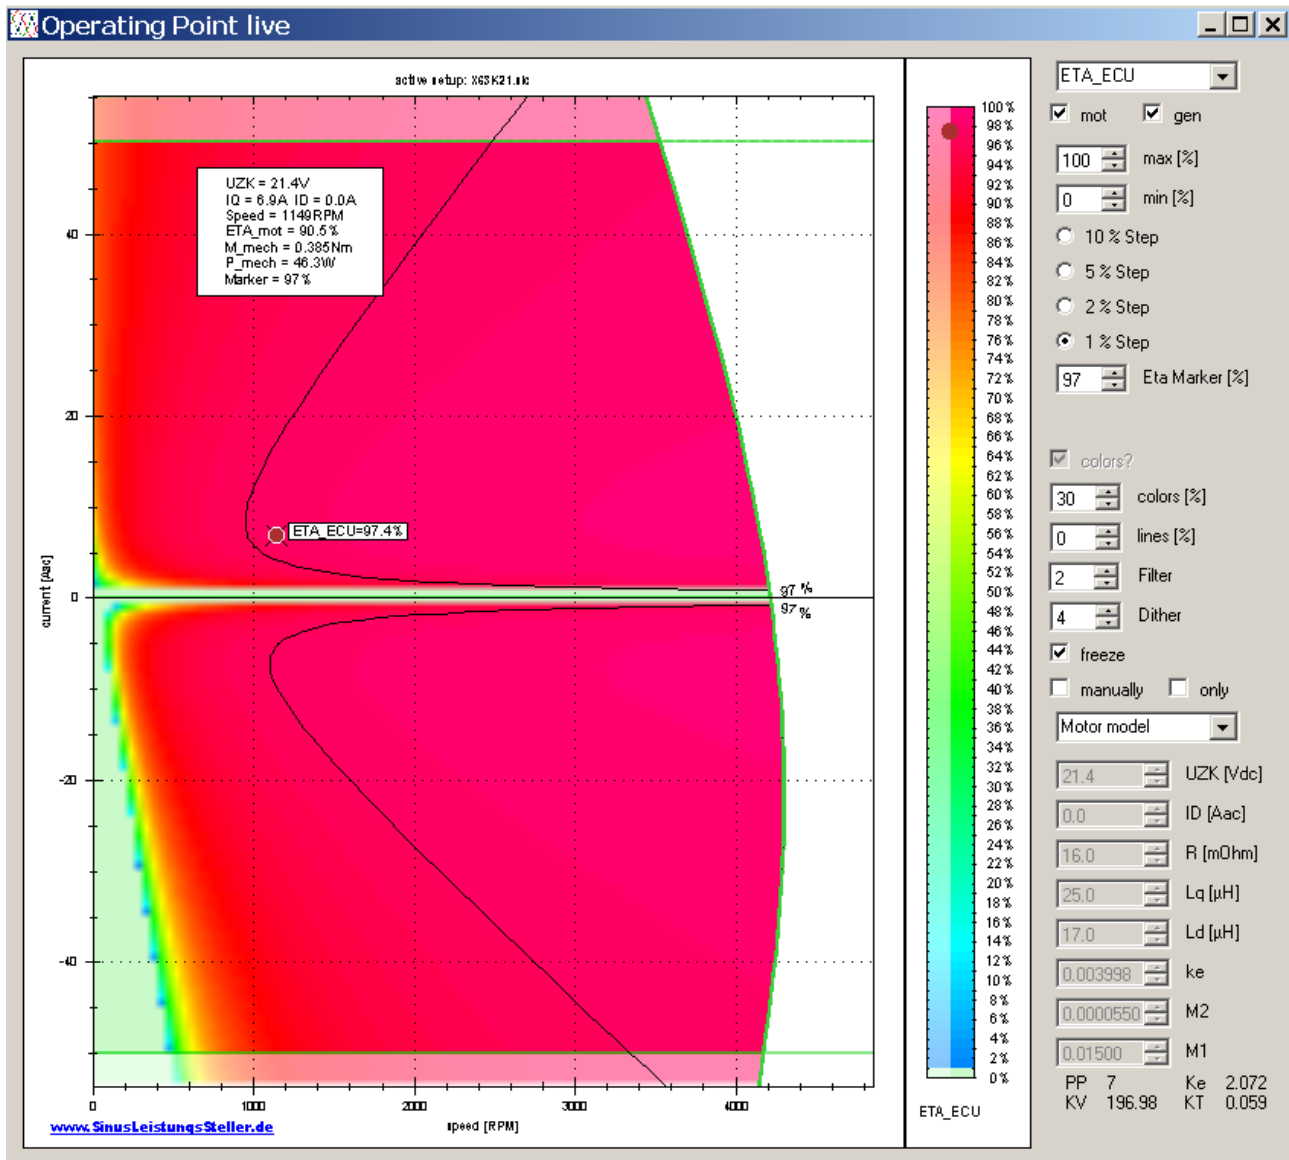 Operating Point live
active setup: X63K21.nlc
UZK = 21.4V
IQ = 6.9A ID = 0.0A
Speed = 1149RPM
ETA_mot = 90.5%
M_mech = 0.385Nm
P_mech = 46.3W
Marker = 97%
ETA_ECU=97.4%
97 %
97 %
40
20
0
-20
-40
current [Aac]
0
1000
2000
3000
4000
speed [RPM]
www.SinusLeistungsSteller.de
100%
98%
96%
94%
92%
90%
88%
86%
84%
82%
80%
78%
76%
74%
72%
70%
68%
66%
64%
62%
60%
58%
56%
54%
52%
50%
48%
46%
44%
42%
40%
38%
36%
34%
32%
30%
28%
26%
24%
22%
20%
18%
16%
14%
12%
10%
8%
6%
4%
2%
0%
ETA_ECU
ETA_ECU
mot gen
100 max [%]
0 min [%]
10 % Step
5 % Step
2 % Step
1 % Step
97 Eta Marker [%]
colors?
30 colors [%]
0 lines [%]
2 Filter
4 Dither
freeze
manually only
Motor model
21.4 UZK [Vdc]
0.0 ID [Aac]
16.0 R [mOhm]
25.0 Lq [µH]
17.0 Ld [µH]
0.003998 ke
0.0000550 M2
0.01500 M1
PP 7 Ke 2.072
KV 196.98 KT 0.059